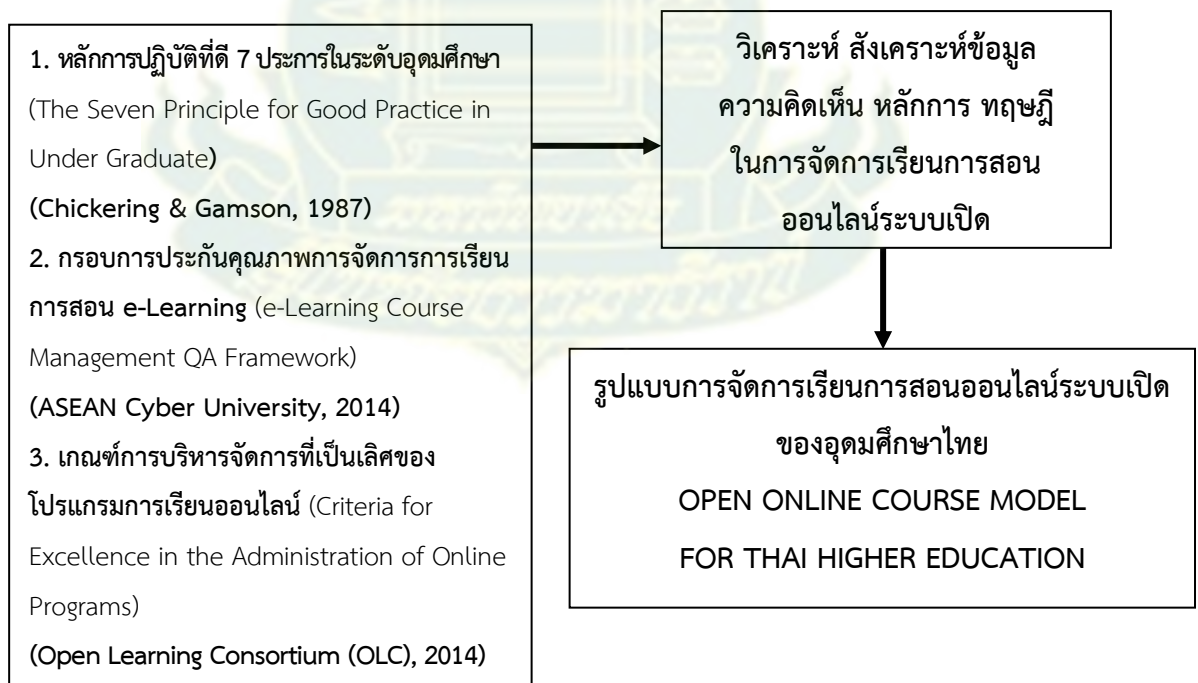 1. หลักการปฏิบัติที่ดี 7 ประการในระดับอุดมศึกษา
(The Seven Principle for Good Practice in
Under Graduate)
(Chickering & Gamson, 1987)
2. กรอบการประกันคุณภาพการจัดการการเรียน
การสอน e-Learning (e-Learning Course
Management QA Framework)
(ASEAN Cyber University, 2014)
3. เกณฑ์การบริหารจัดการที่เป็นเลิศของ
โปรแกรมการเรียนออนไลน์ (Criteria for
Excellence in the Administration of Online
Programs)
(Open Learning Consortium (OLC), 2014)
วิเคราะห์ สังเคราะห์ข้อมูล
ความคิดเห็น หลักการ ทฤษฎี
ในการจัดการเรียนการสอน
ออนไลน์ระบบเปิด
รูปแบบการจัดการเรียนการสอนออนไลน์ระบบเปิด
ของอุดมศึกษาไทย
OPEN ONLINE COURSE MODEL
FOR THAI HIGHER EDUCATION